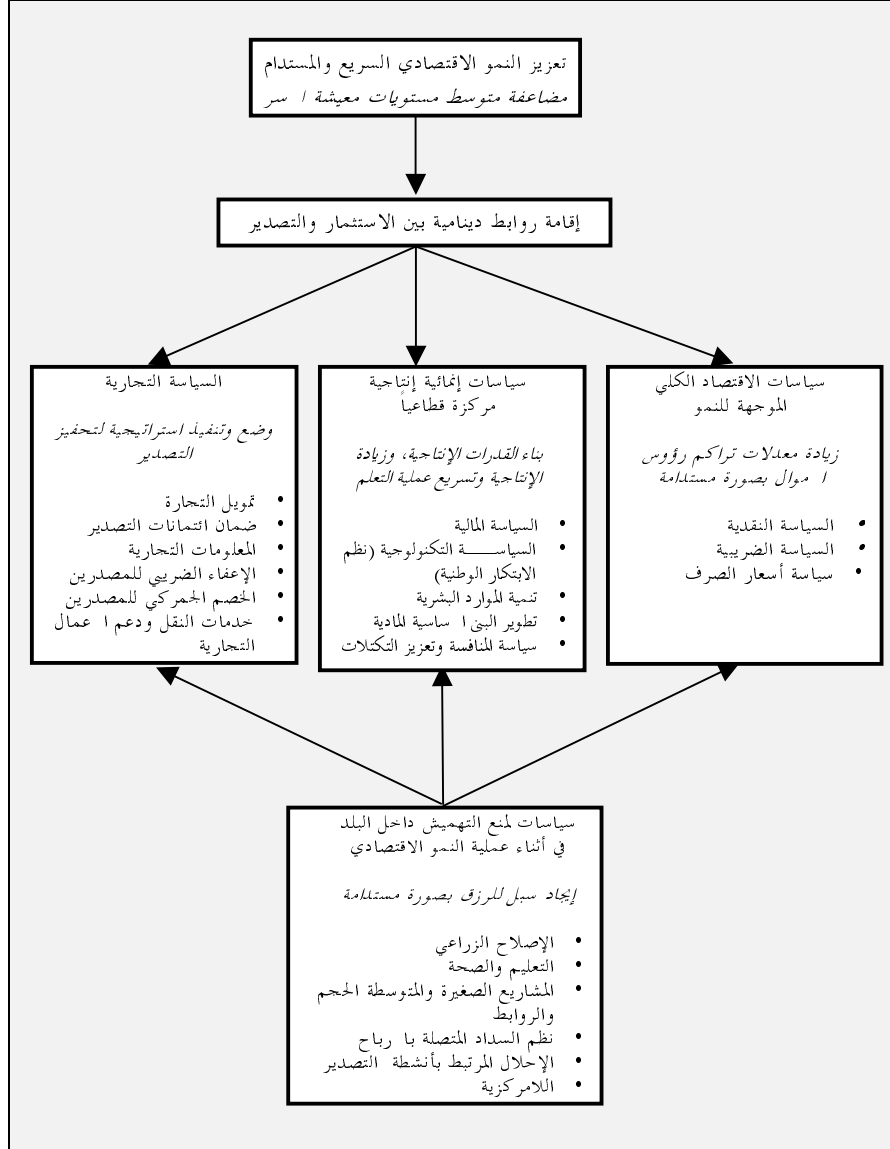 تعزيز النمو الاقتصادي السريع والمستدام
مضاعفة متوسط مستويات معيشة ا سر
إقامة روابط دينامية بين الاستثمار والتصدير
سياسات الاقتصاد الكلي
الموجهة للنمو
زيادة معدلات تراكم رؤوس
ا موال بصورة مستدامة
• السياسة النقدية
• السياسة الضريبية
• سياسة أسعار الصرف
سياسات إنمائية إنتاجية
مركزة قطاعياً
بناء القدرات الإنتاجية، وزيادة
الإنتاجية وتسريع عملية التعلم
• السياسة المالية
• السياســـة التكنولوجية (نظم
الابتكار الوطنية)
• تنمية الموارد البشرية
• تطوير البنى ا ساسية المادية
• سياسة المنافسة وتعزيز التكتلات
السياسة التجارية
وضع وتنفيذ استراتيجية لتحفيز
التصدير
• تمويل التجارة
• ضمان ائتمانات التصدير
• المعلومات التجارية
• الإعفاء الضريبي للمصدرين
• الخصم الجمركي للمصدرين
• خدمات النقل ودعم ا عمال
التجارية
سياسات لمنع التهميش داخل البلد
في أثناء عملية النمو الاقتصادي
إيجاد سبل للرزق بصورة مستدامة
• الإصلاح الزراعي
• التعليم والصحة
• المشاريع الصغيرة والمتوسطة الحجم
والروابط
• نظم السداد المتصلة با رباح
• الإحلال المرتبط بأنشطة التصدير
• اللامركزية